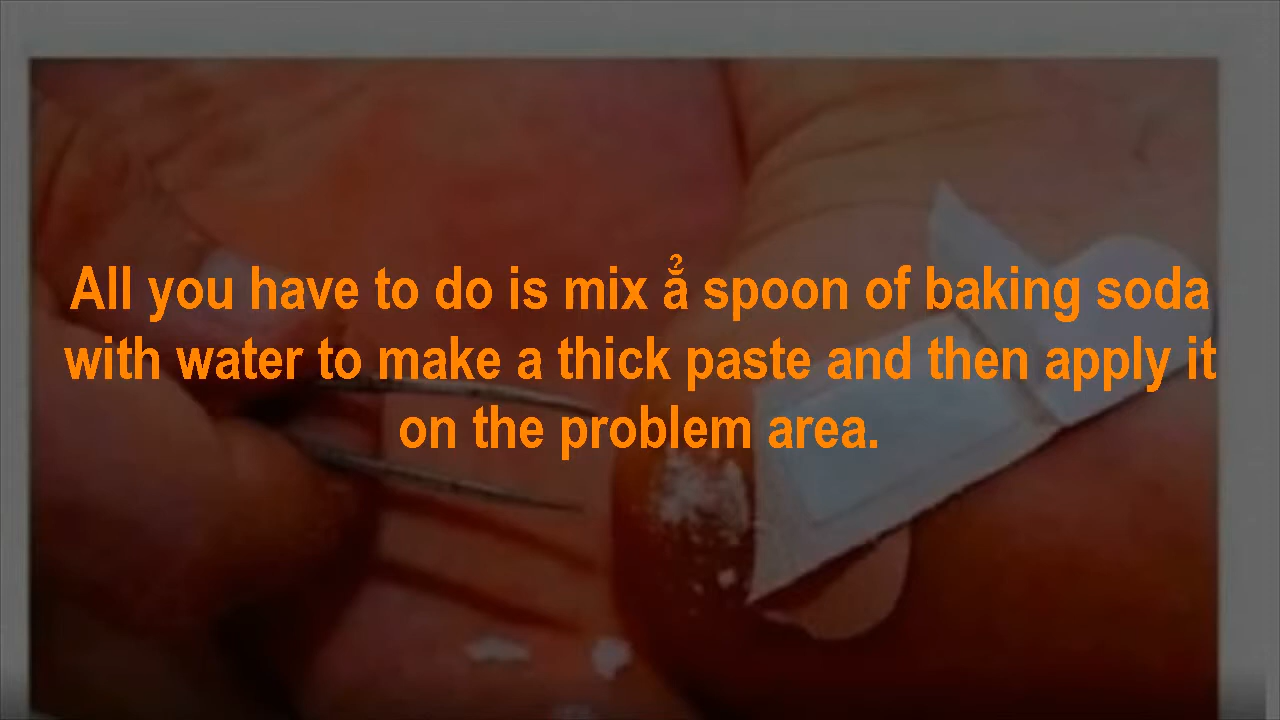 All you have to do is mix ẳ spoon of baking soda
with water to make a thick paste and then apply it
on the problem area.